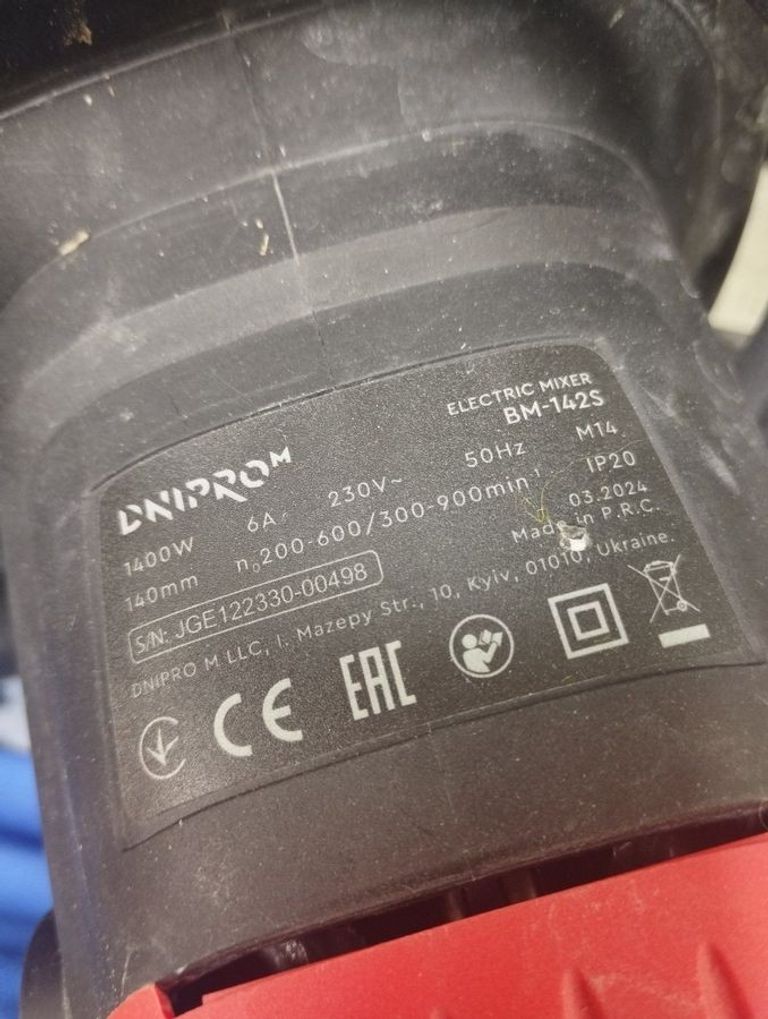 ELECTRIC MIXER
DNIPRO M BM-142S
1400W 6A 230V~ 50Hz M14
140mm n₀200-600/300-900min⁻¹ IP20
S/N: JGE122330-00498 03.2024
Made in P.R.C.
DNIPRO M LLC, I. Mazepy Str., 10, Kyiv, 01010, Ukraine.
CE EAC